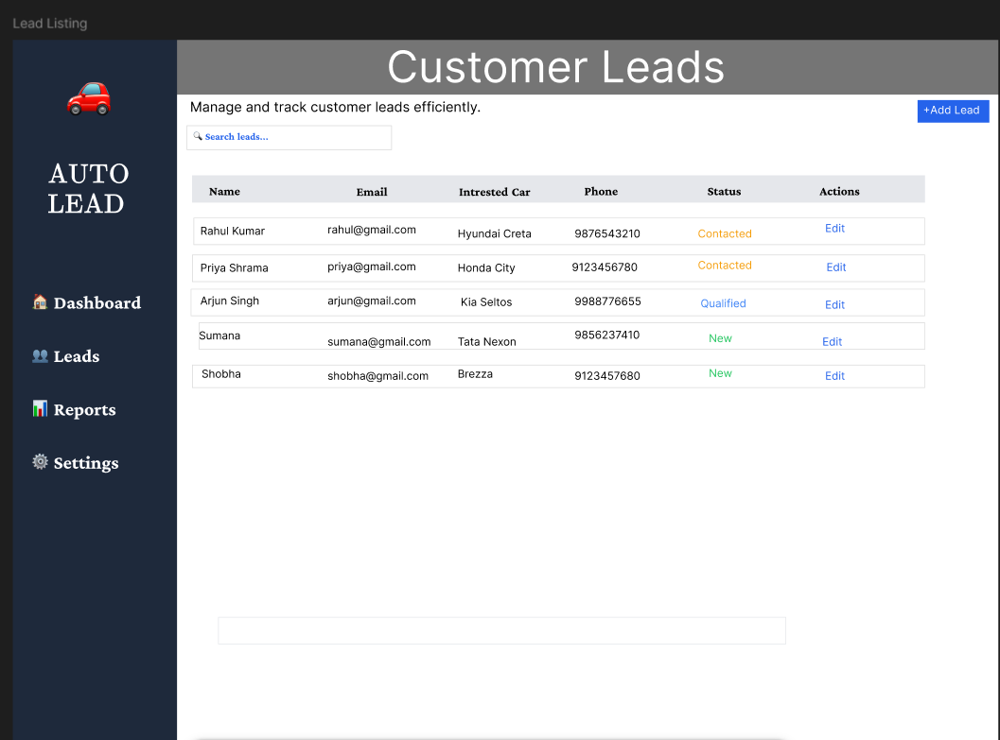 Lead Listing
Customer Leads
Manage and track customer leads efficiently.
+Add Lead
Search leads...
AUTO
LEAD
Dashboard
Leads
Reports
Settings
Name Email Intrested Car Phone Status Actions
Rahul Kumar rahul@gmail.com Hyundai Creta 9876543210 Contacted Edit
Priya Shrama priya@gmail.com Honda City 9123456780 Contacted Edit
Arjun Singh arjun@gmail.com Kia Seltos 9988776655 Qualified Edit
Sumana sumana@gmail.com Tata Nexon 9856237410 New Edit
Shobha shobha@gmail.com Brezza 9123457680 New Edit